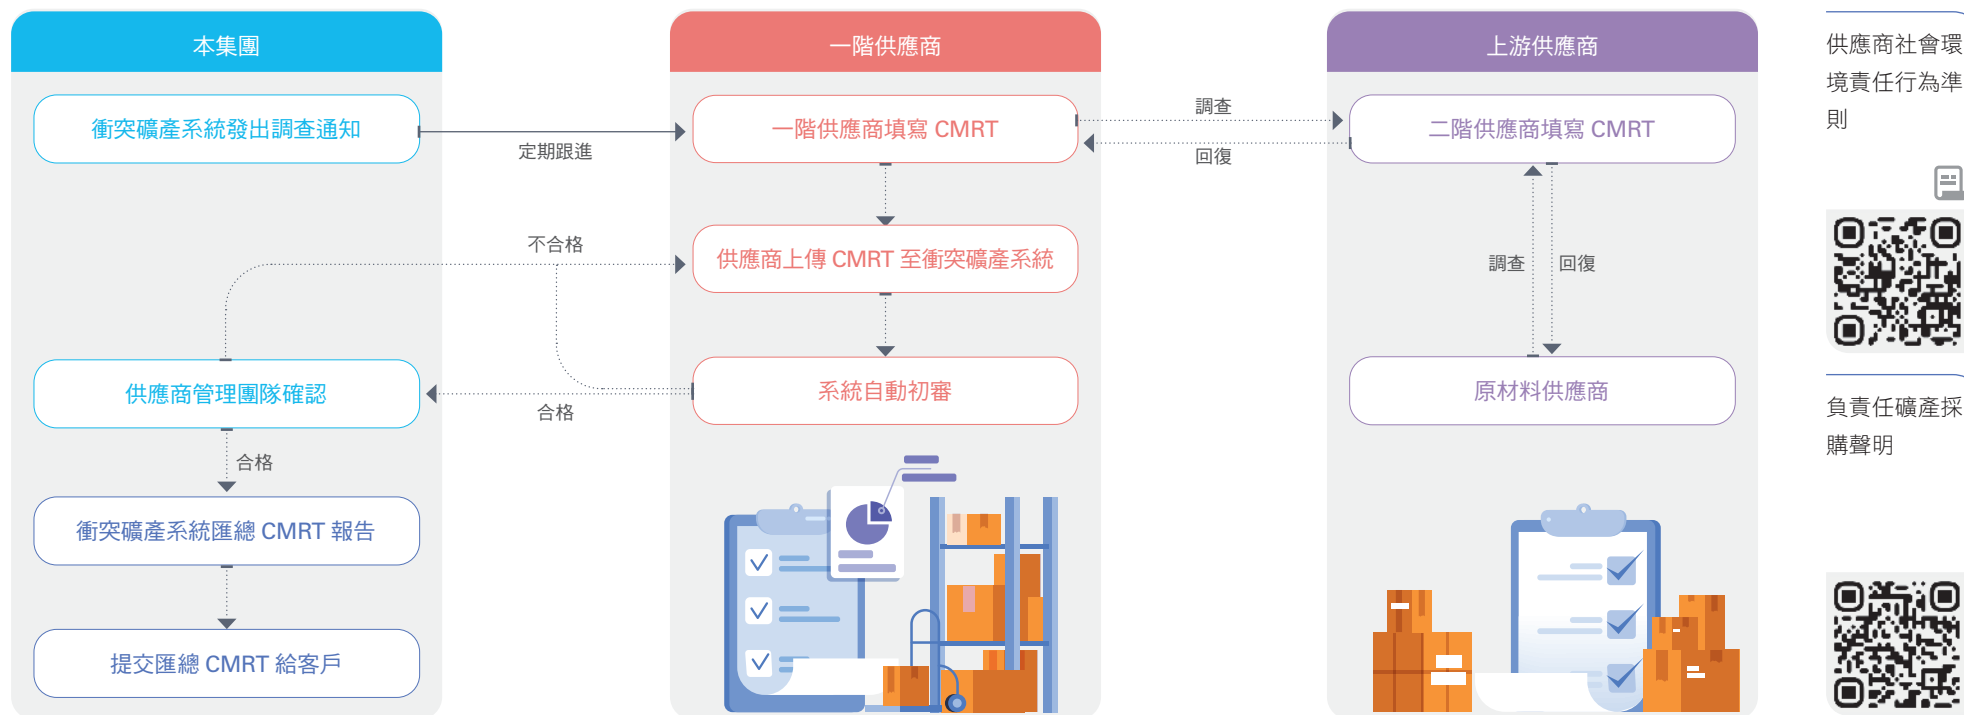 本集團
衝突礦產系統發出調查通知
定期跟進
不合格
供應商管理團隊確認
合格
合格
衝突礦產系統匯總 CMRT 報告
提交匯總 CMRT 給客戶
一階供應商
一階供應商填寫 CMRT
供應商上傳 CMRT 至衝突礦產系統
系統自動初審
調查
回復
上游供應商
二階供應商填寫 CMRT
調查
回復
原材料供應商
供應商社會環
境責任行為準
則
負責任礦產採
購聲明